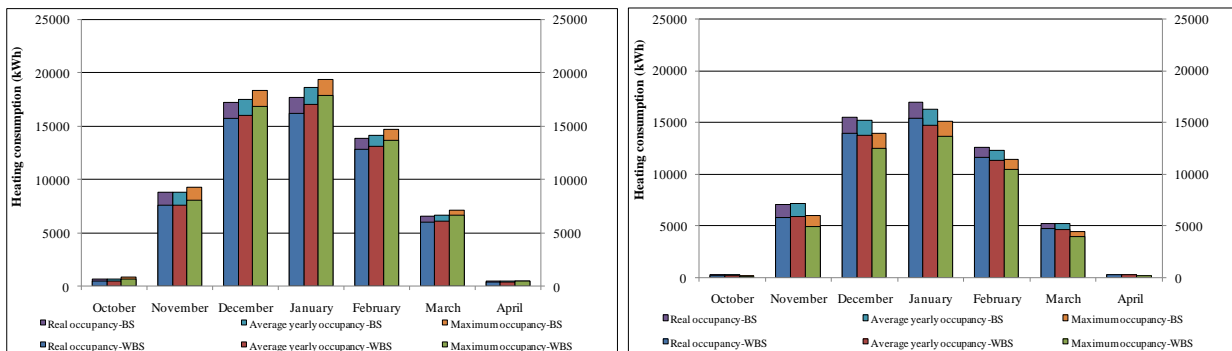 Heating consumption (kWh)
25000 25000
20000 20000
15000 15000
10000 10000
5000 5000
0 0
October November December January February March April
Real occupancy-BS Average yearly occupancy-BS Maximum occupancy-BS
Real occupancy-WBS Average yearly occupancy-WBS Maximum occupancy-WBS
Heating consumption (kWh)
25000 25000
20000 20000
15000 15000
10000 10000
5000 5000
0 0
October November December January February March April
Real occupancy-BS Average yearly occupancy-BS Maximum occupancy-BS
Real occupancy-WBS Average yearly occupancy-WBS Maximum occupancy-WBS